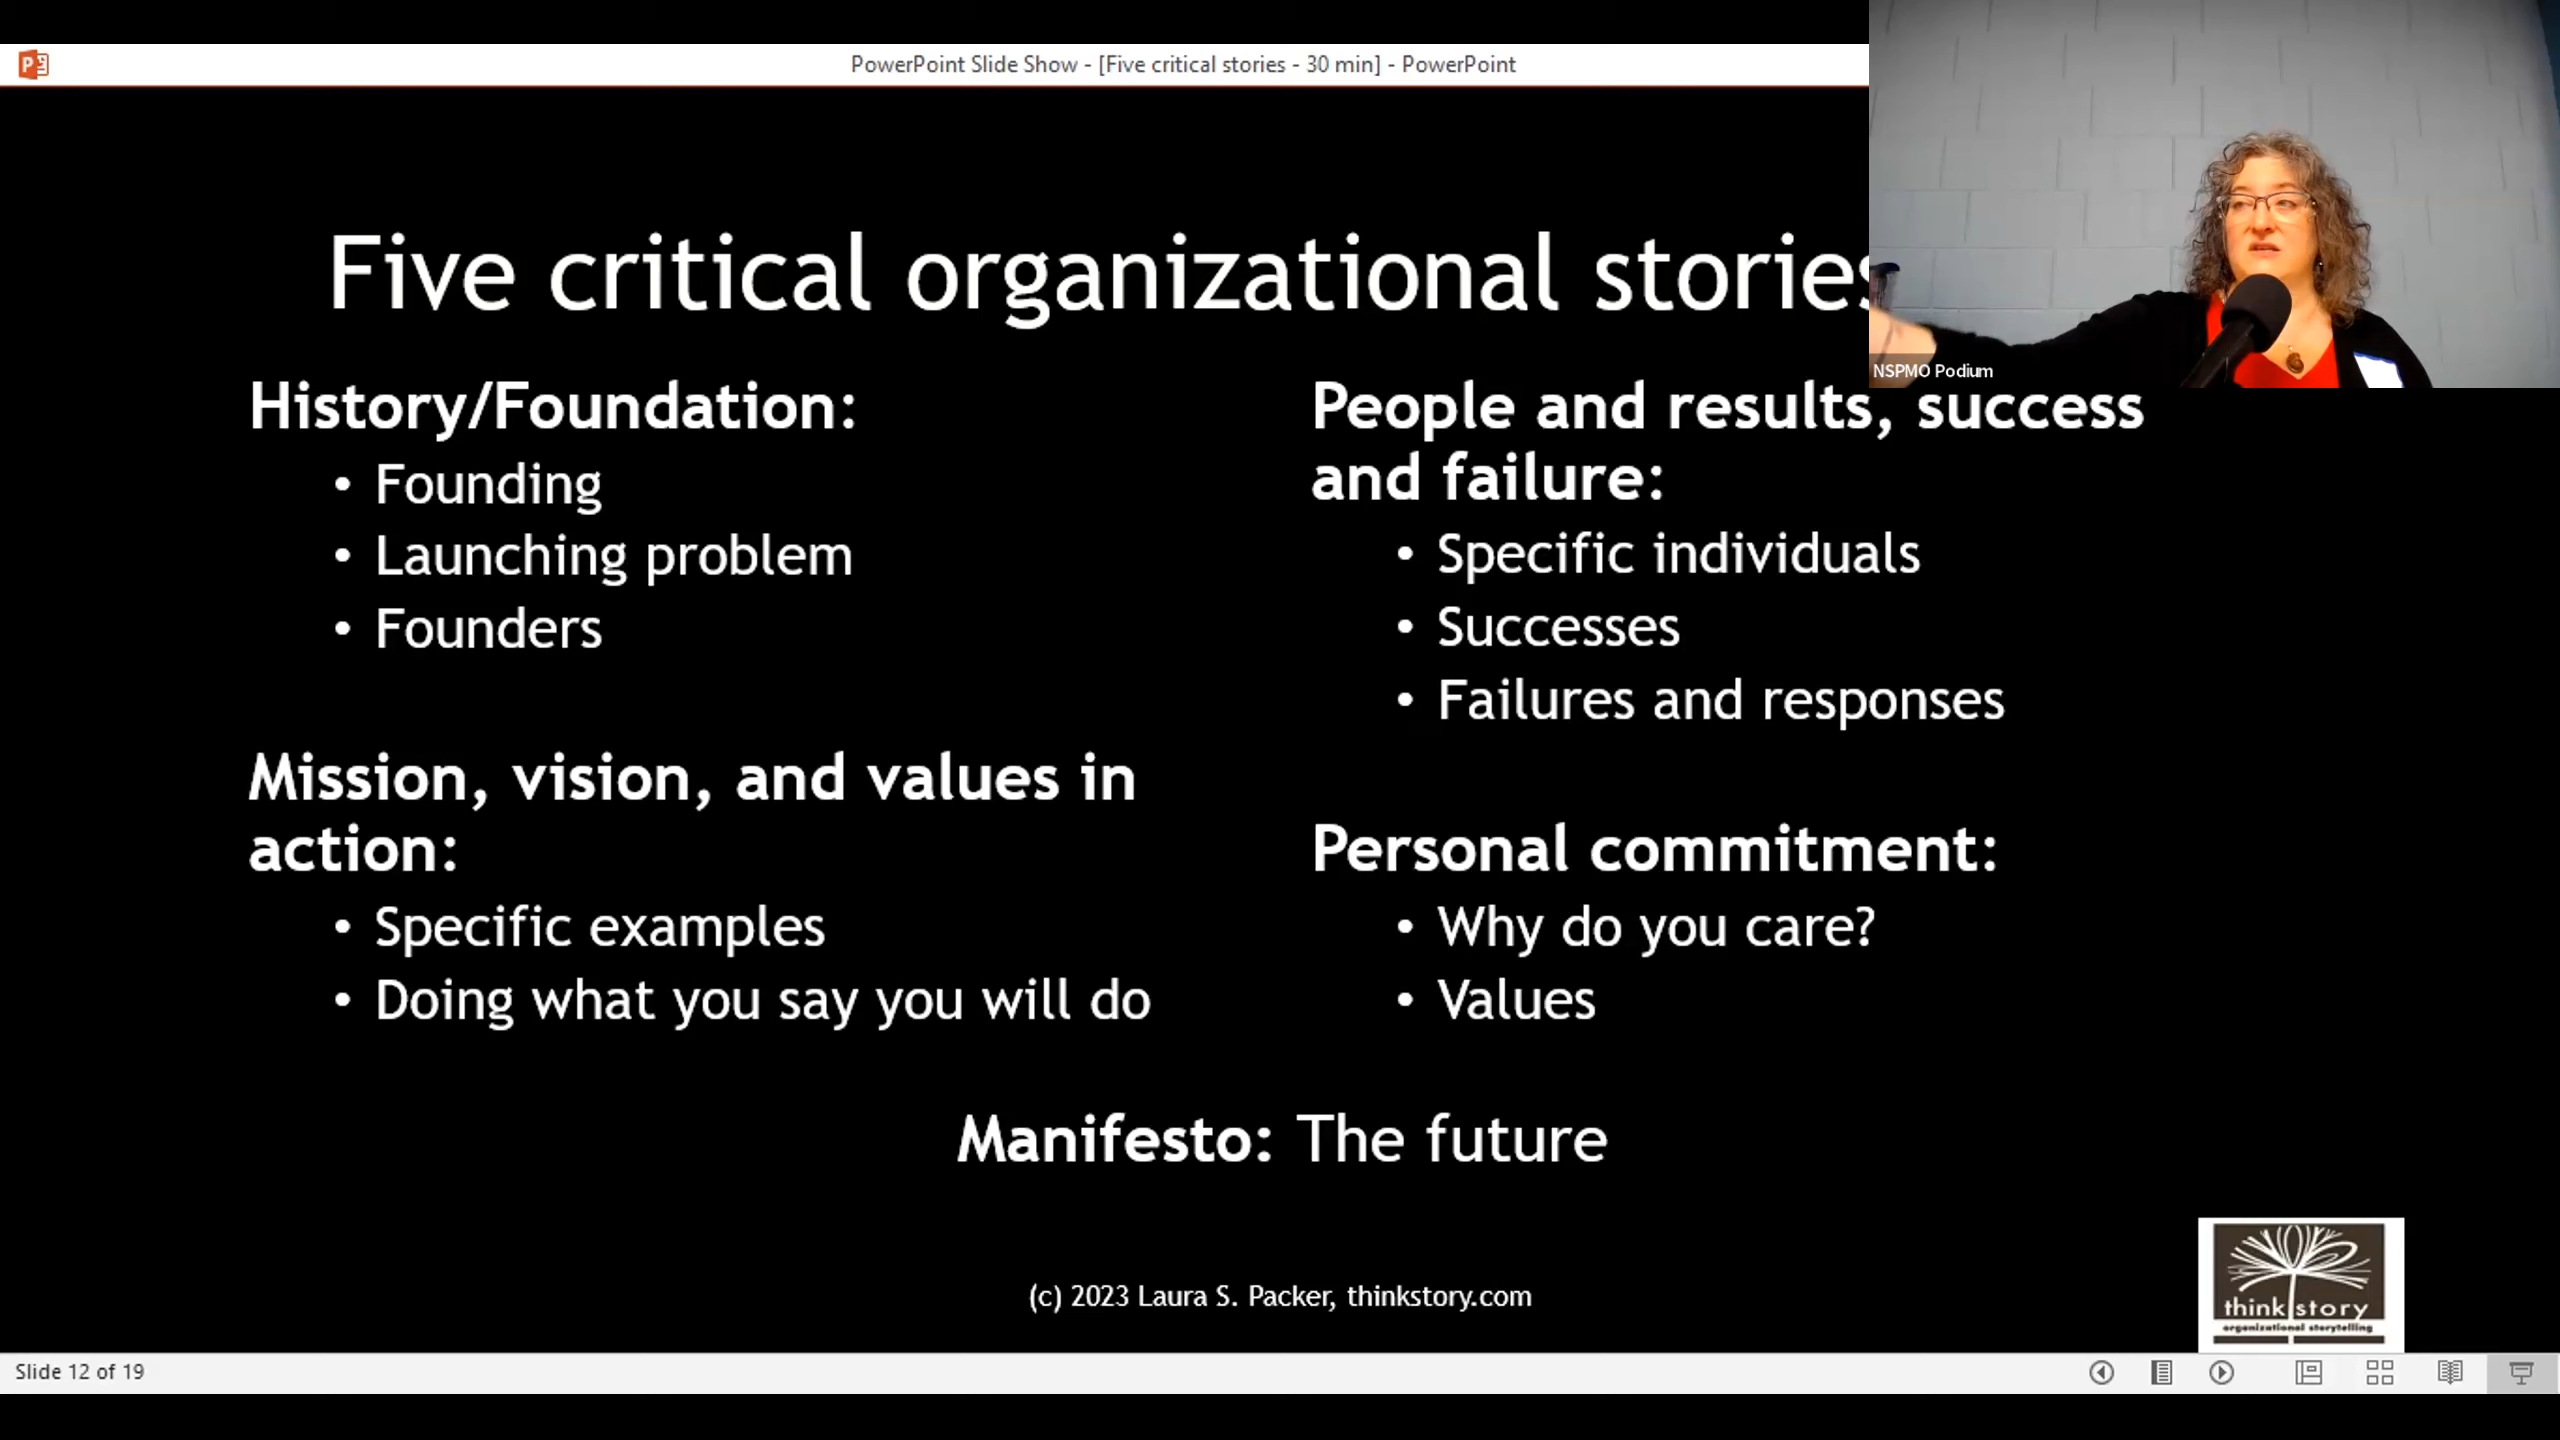 PowerPoint Slide Show - [Five critical stories - 30 min] - PowerPoint
Five critical organizational stories
NSPMO Podium
History/Foundation:
• Founding
• Launching problem
• Founders
Mission, vision, and values in
action:
• Specific examples
• Doing what you say you will do
People and results, success
and failure:
• Specific individuals
• Successes
• Failures and responses
Personal commitment:
• Why do you care?
• Values
Manifesto: The future
(c) 2023 Laura S. Packer, thinkstory.com
think story
organizational storytelling
Slide 12 of 19